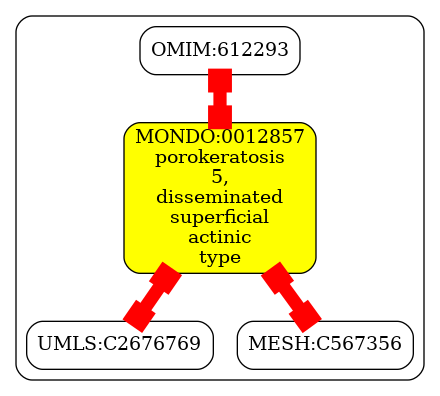 OMIM:612293
MONDO:0012857
porokeratosis
5,
disseminated
superficial
actinic
type
UMLS:C2676769
MESH:C567356